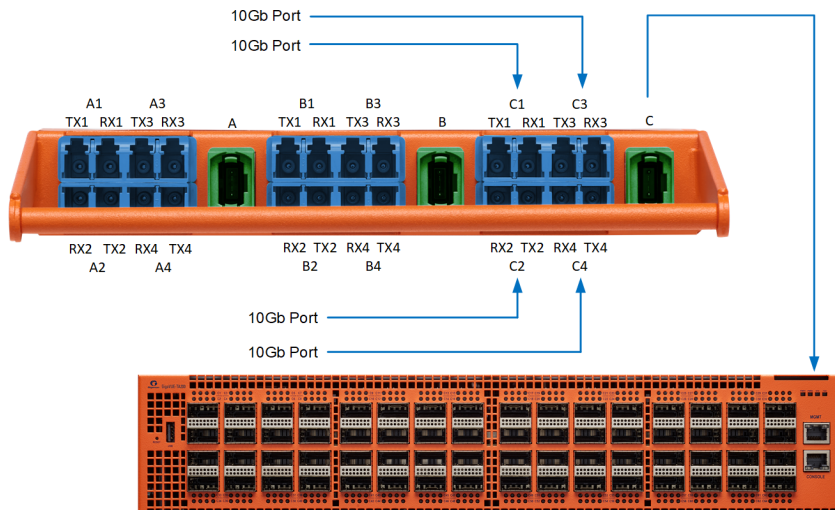 10Gb Port
10Gb Port
A1 A3 B1 B3 C1 C3
TX1 RX1 TX3 RX3 A TX1 RX1 TX3 RX3 B TX1 RX1 TX3 RX3 C
RX2 TX2 RX4 TX4 RX2 TX2 RX4 TX4 RX2 TX2 RX4 TX4
A2 A4 B2 B4 C2 C4
10Gb Port
10Gb Port
MGMT
CONSOLE